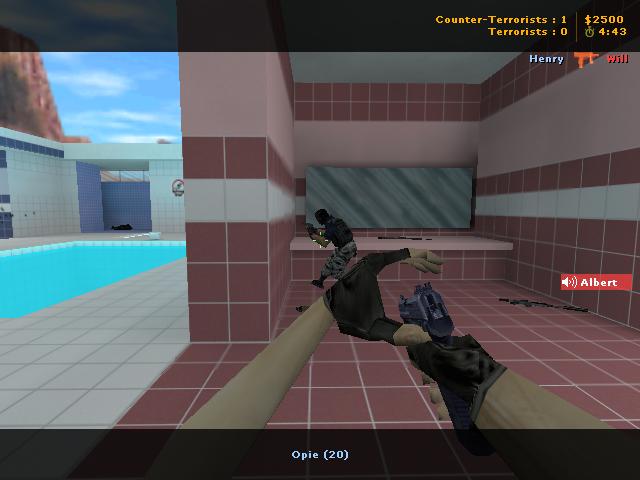 Counter-Terrorists : 1 $2500
Terrorists : 0 4:43
Henry Will
Albert
Opie (20)